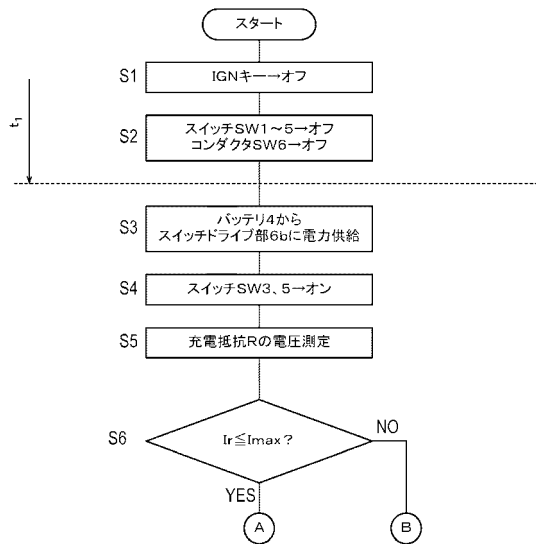 スタート
S1
IGNキー→オフ
t1
S2
スイッチSW1～5→オフ
コンダクタSW6→オフ
S3
バッテリ4から
スイッチドライブ部6bに電力供給
S4
スイッチSW3、5→オン
S5
充電抵抗Rの電圧測定
S6
Ir≦Imax？
NO
YES
A
B